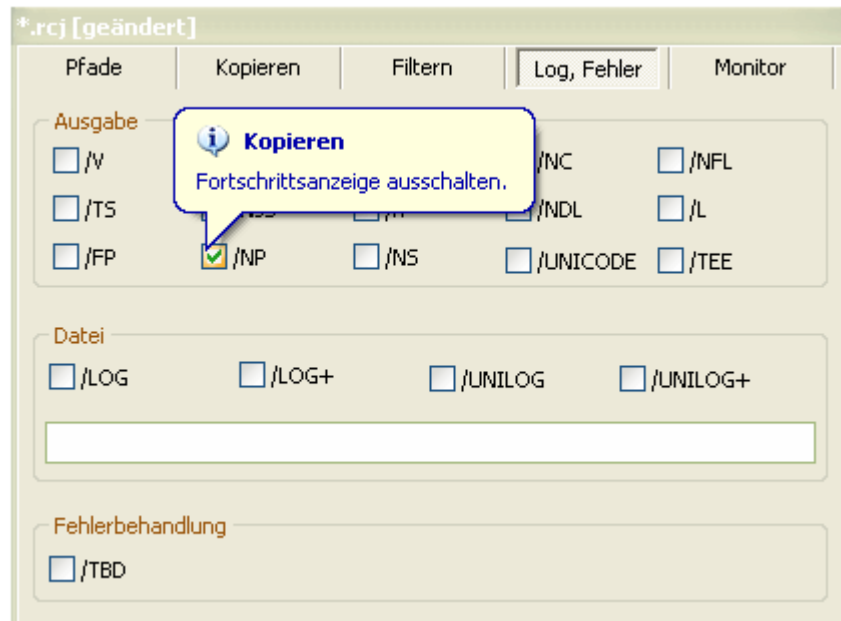 *.rcj [geändert]
Pfade Kopieren Filtern Log, Fehler Monitor
Ausgabe
Kopieren
Fortschrittsanzeige ausschalten.
/V /NC /NFL
/TS /NDL /L
/FP /NP /NS /UNICODE /TEE
Datei
/LOG /LOG+ /UNILOG /UNILOG+
Fehlerbehandlung
/TBD